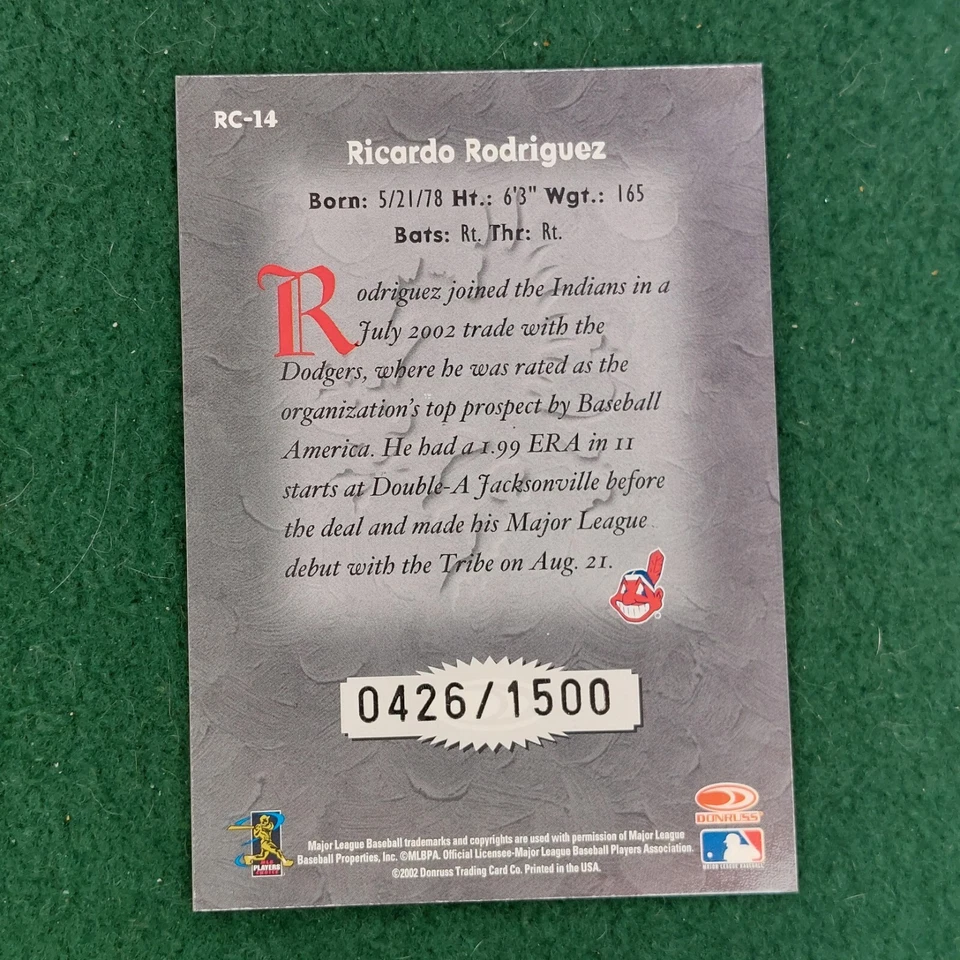 RC-14
Ricardo Rodriguez
Born: 5/21/78 Ht.: 6'3" Wgt.: 165
Bats: Rt. Thr: Rt.
Rodriguez joined the Indians in a
July 2002 trade with the
Dodgers, where he was rated as the
organization's top prospect by Baseball
America. He had a 1.99 ERA in 11
starts at Double-A Jacksonville before
the deal and made his Major League
debut with the Tribe on Aug. 21.
0426/1500
DONRUSS
PLAYERS
Major League Baseball trademarks and copyrights are used with permission of Major League
Baseball Properties, Inc. ©MLBPA. Official Licensee-Major League Baseball Players Association.
©2002 Donruss Trading Card Co. Printed in the USA.
MAJOR LEAGUE BASEBALL